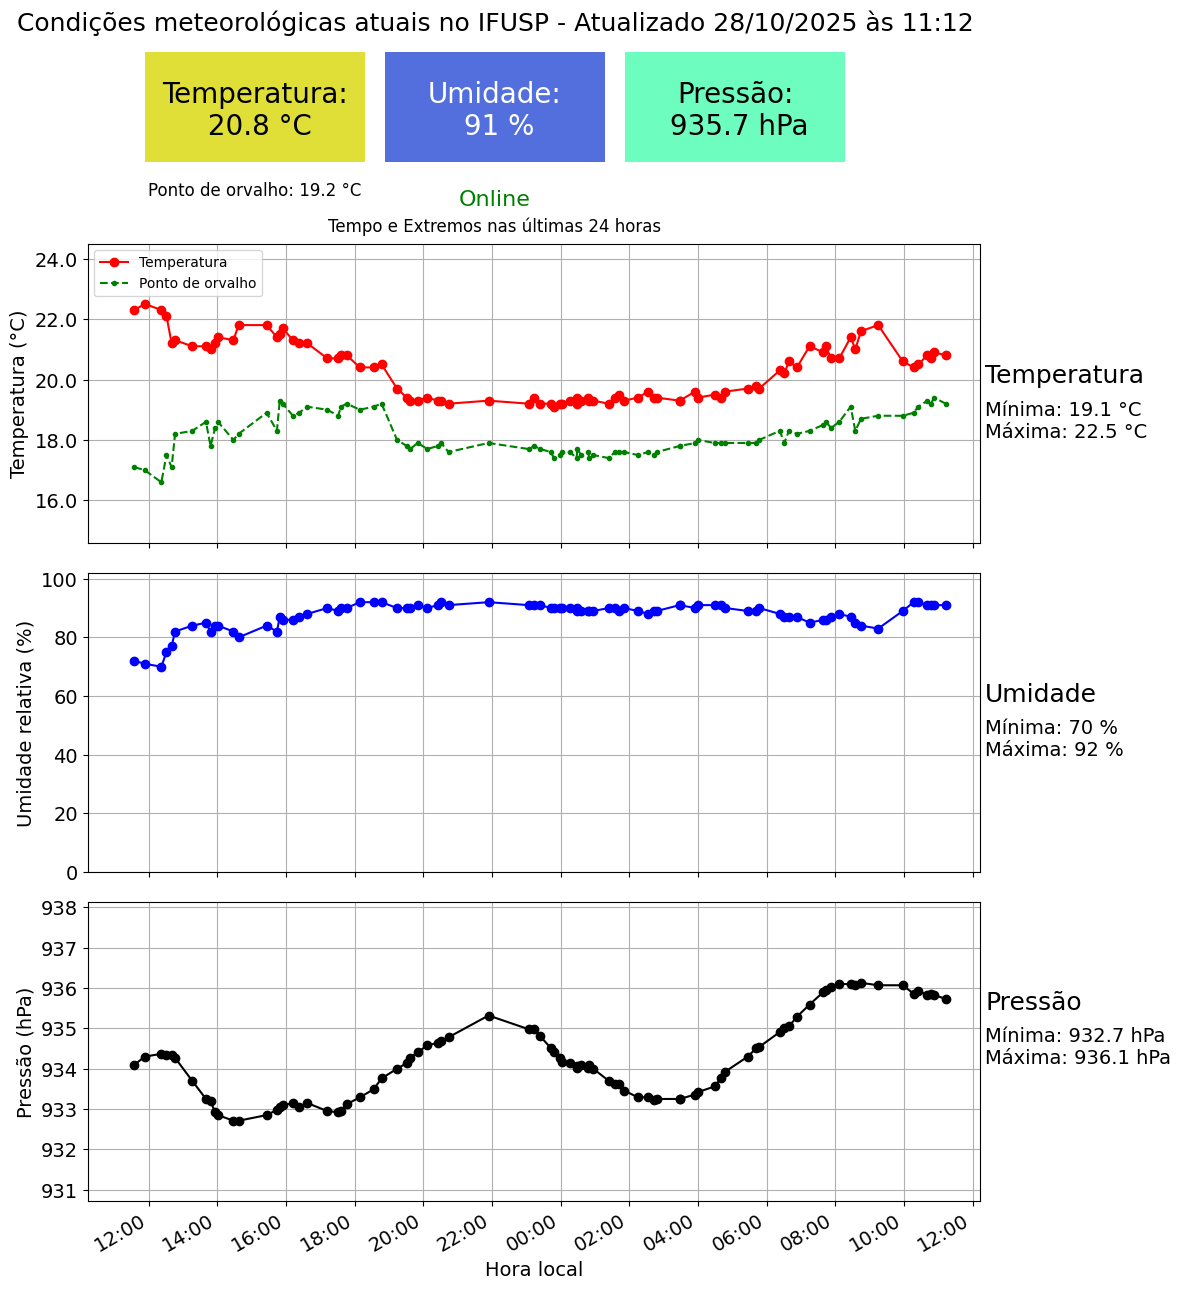 Condições meteorológicas atuais no IFUSP - Atualizado 28/10/2025 às 11:12
Temperatura:
20.8 °C
Umidade:
91 %
Pressão:
935.7 hPa
Ponto de orvalho: 19.2 °C
Online
Tempo e Extremos nas últimas 24 horas
Temperatura (°C)
24.0
22.0
20.0
18.0
16.0
Temperatura
Ponto de orvalho
Temperatura
Mínima: 19.1 °C
Máxima: 22.5 °C
Umidade relativa (%)
100
80
60
40
20
0
Umidade
Mínima: 70 %
Máxima: 92 %
Pressão (hPa)
938
937
936
935
934
933
932
931
Pressão
Mínima: 932.7 hPa
Máxima: 936.1 hPa
12:00 14:00 16:00 18:00 20:00 22:00 00:00 02:00 04:00 06:00 08:00 10:00 12:00
Hora local